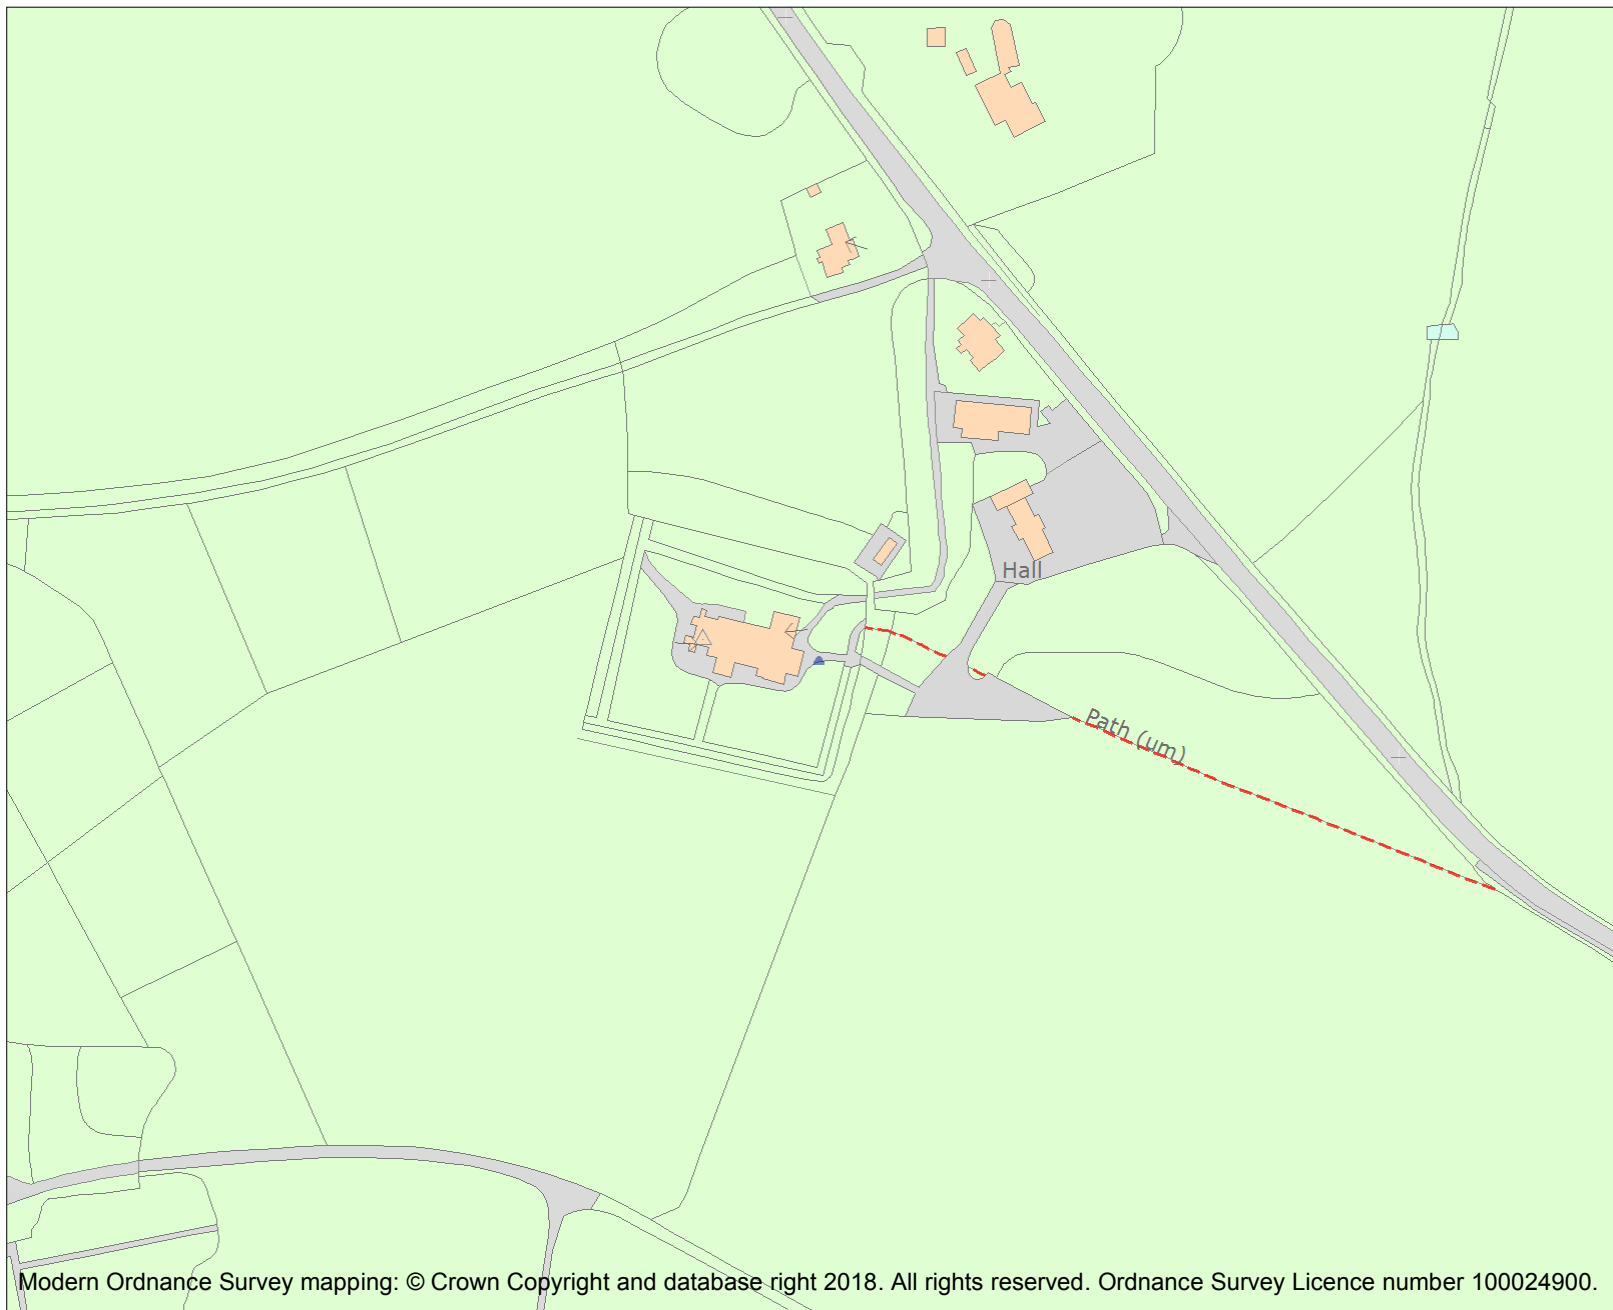 Hall
Path (um)
Modern Ordnance Survey mapping: © Crown Copyright and database right 2018. All rights reserved. Ordnance Survey Licence number 100024900.